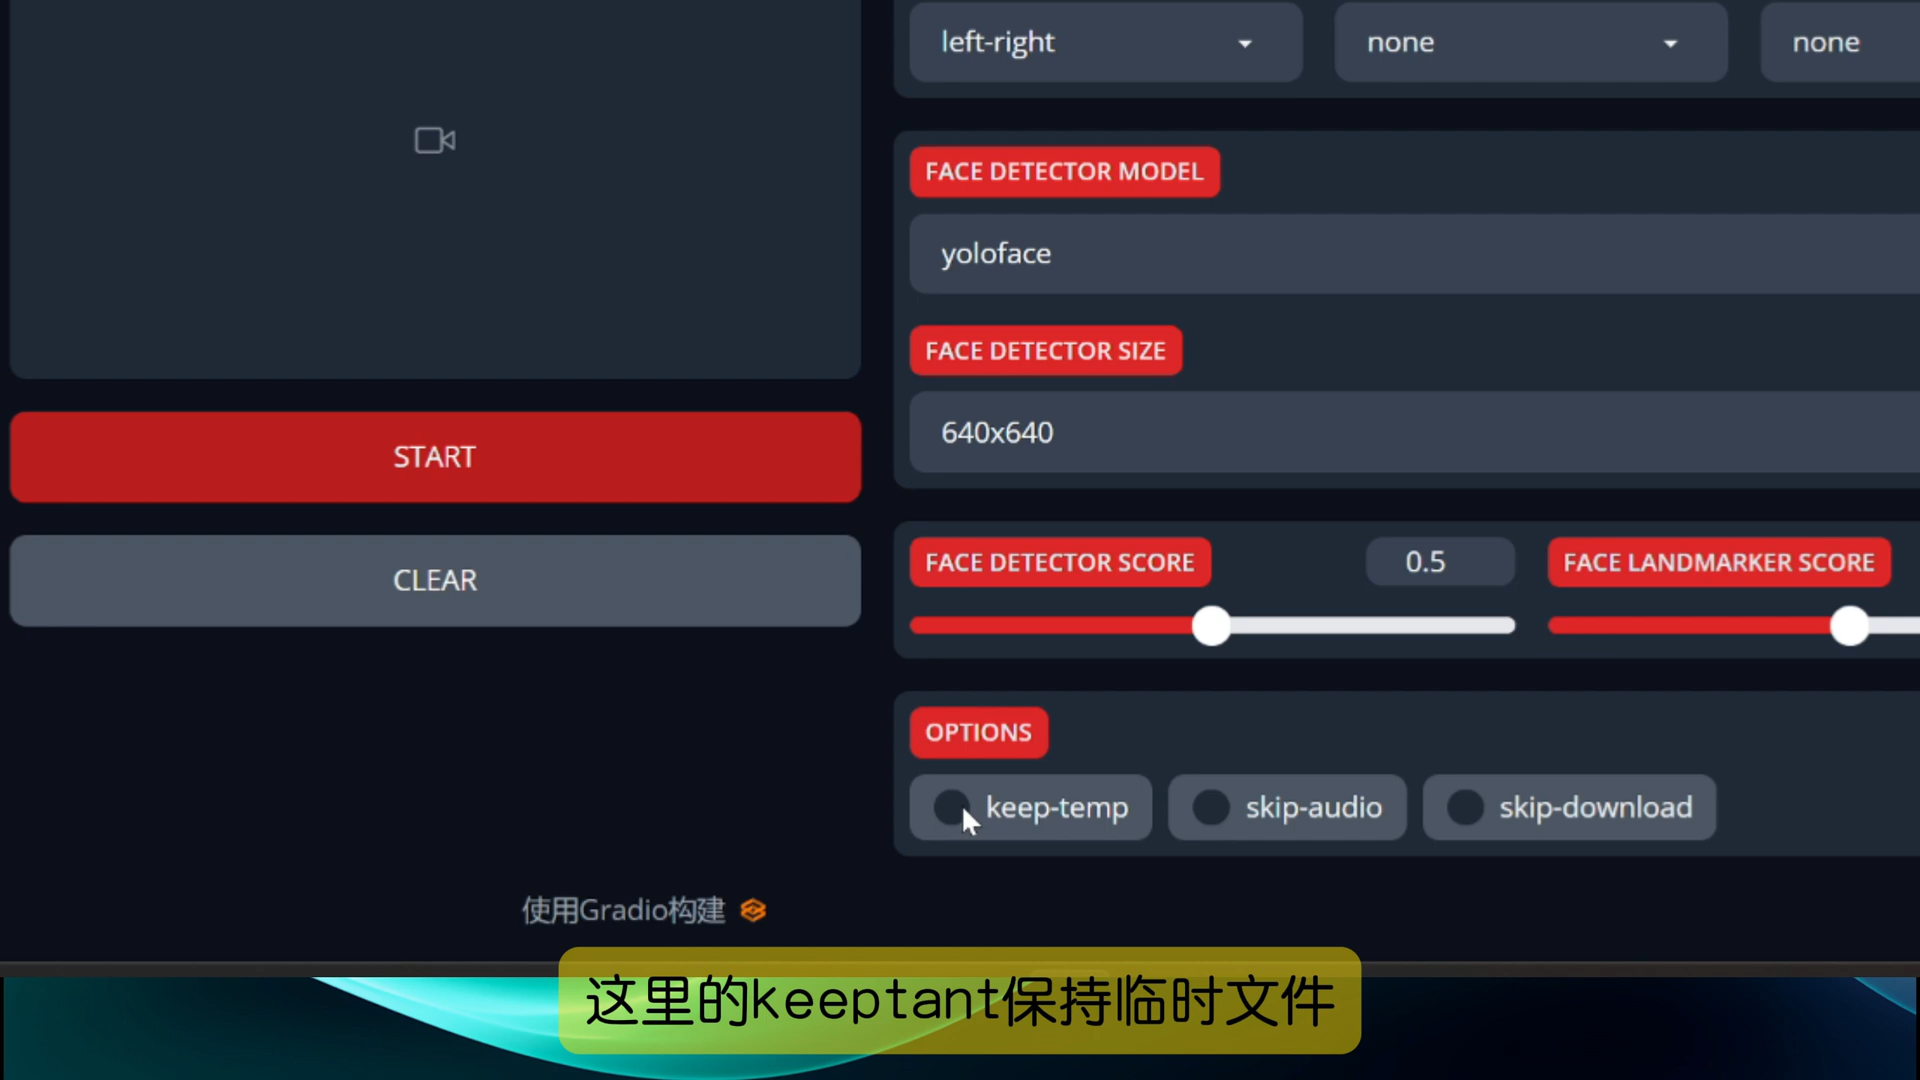 left-right
none
none
FACE DETECTOR MODEL
yoloface
FACE DETECTOR SIZE
640x640
START
CLEAR
FACE DETECTOR SCORE
0.5
FACE LANDMARKER SCORE
OPTIONS
keep-temp
skip-audio
skip-download
使用Gradio构建
这里的keeptant保持临时文件